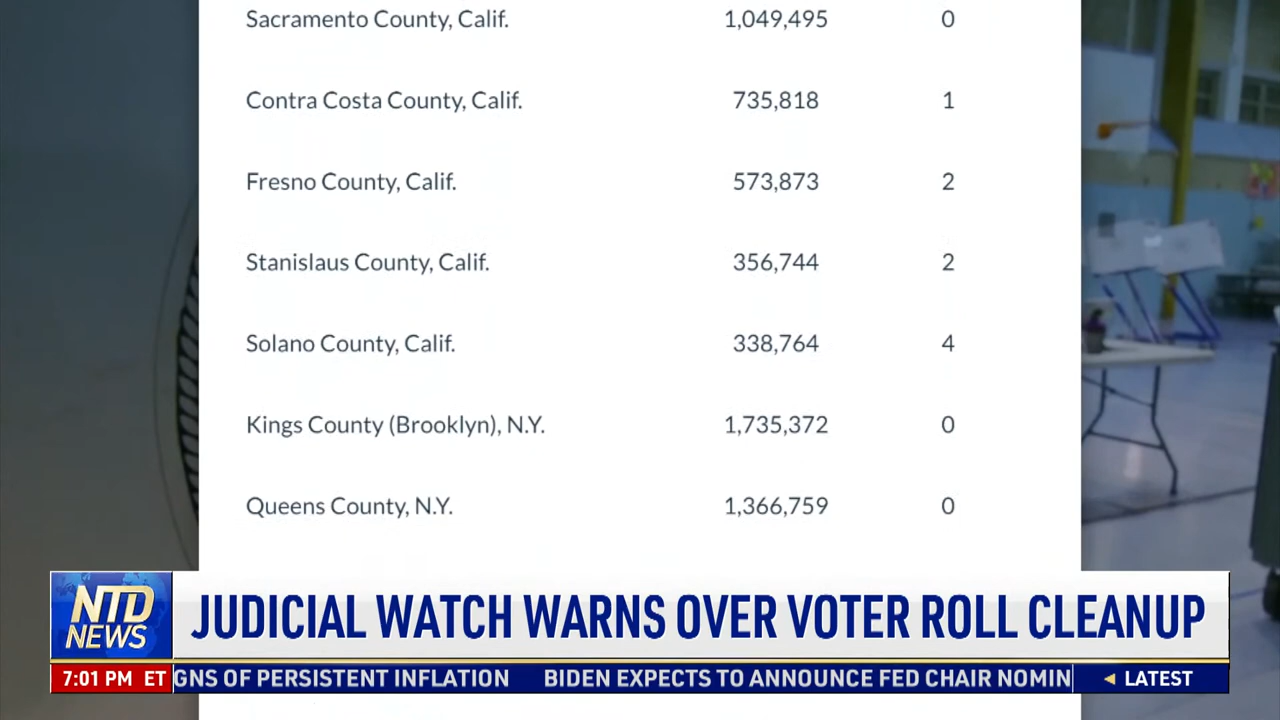 Sacramento County, Calif. 1,049,495 0
Contra Costa County, Calif. 735,818 1
Fresno County, Calif. 573,873 2
Stanislaus County, Calif. 356,744 2
Solano County, Calif. 338,764 4
Kings County (Brooklyn), N.Y. 1,735,372 0
Queens County, N.Y. 1,366,759 0
NTD
NEWS
JUDICIAL WATCH WARNS OVER VOTER ROLL CLEANUP
7:01 PM ET GNS OF PERSISTENT INFLATION BIDEN EXPECTS TO ANNOUNCE FED CHAIR NOMIN ◄ LATEST